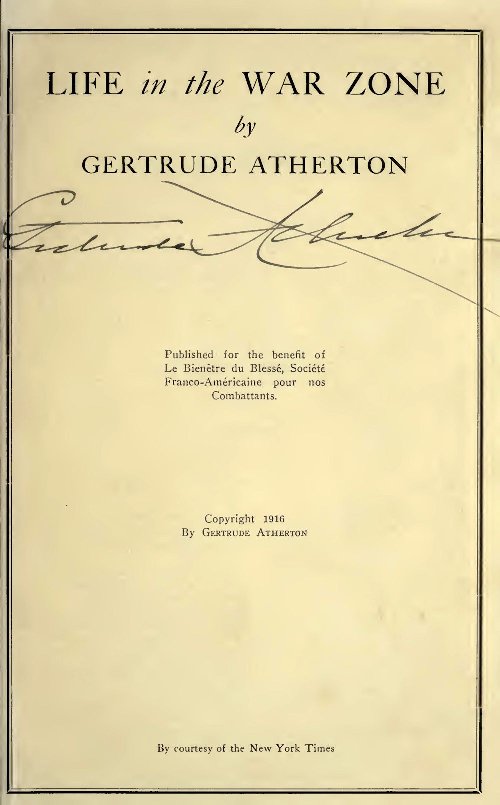 LIFE in the WAR ZONE
by
GERTRUDE ATHERTON
Gertrude Atherton
Published for the benefit of
Le Bienètre du Blessé, Société
Franco-Américaine pour nos
Combattants.
Copyright 1916
By GERTRUDE ATHERTON
By courtesy of the New York Times